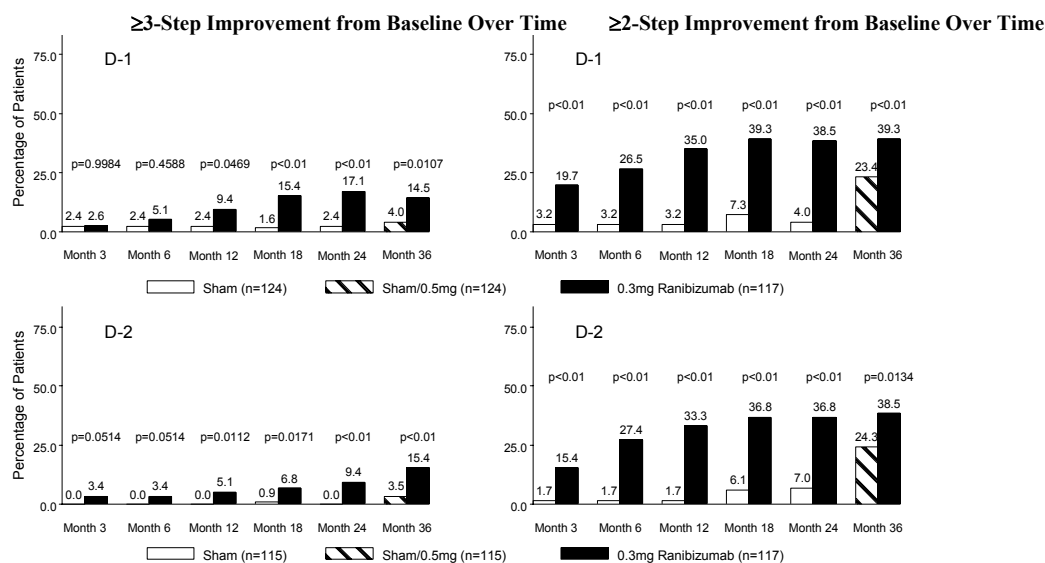 ≥3-Step Improvement from Baseline Over Time
≥2-Step Improvement from Baseline Over Time
Percentage of Patients
75.0
50.0
25.0
0.0
D-1
p=0.9984 p=0.4588 p=0.0469 p<0.01 p<0.01 p=0.0107
2.4 2.6 2.4 5.1 2.4 9.4 1.6 15.4 2.4 17.1 4.0 14.5
Month 3 Month 6 Month 12 Month 18 Month 24 Month 36
75.0
50.0
25.0
0.0
D-1
p<0.01 p<0.01 p<0.01 p<0.01 p<0.01 p<0.01
3.2 19.7 3.2 26.5 3.2 35.0 7.3 39.3 4.0 38.5 23.4 39.3
Month 3 Month 6 Month 12 Month 18 Month 24 Month 36
Sham (n=124) Sham/0.5mg (n=124) 0.3mg Ranibizumab (n=117)
Percentage of Patients
75.0
50.0
25.0
0.0
D-2
p=0.0514 p=0.0514 p=0.0112 p=0.0171 p<0.01 p<0.01
0.0 3.4 0.0 3.4 0.0 5.1 0.9 6.8 0.0 9.4 3.5 15.4
Month 3 Month 6 Month 12 Month 18 Month 24 Month 36
75.0
50.0
25.0
0.0
D-2
p<0.01 p<0.01 p<0.01 p<0.01 p<0.01 p=0.0134
1.7 15.4 1.7 27.4 1.7 33.3 6.1 36.8 7.0 36.8 24.3 38.5
Month 3 Month 6 Month 12 Month 18 Month 24 Month 36
Sham (n=115) Sham/0.5mg (n=115) 0.3mg Ranibizumab (n=117)